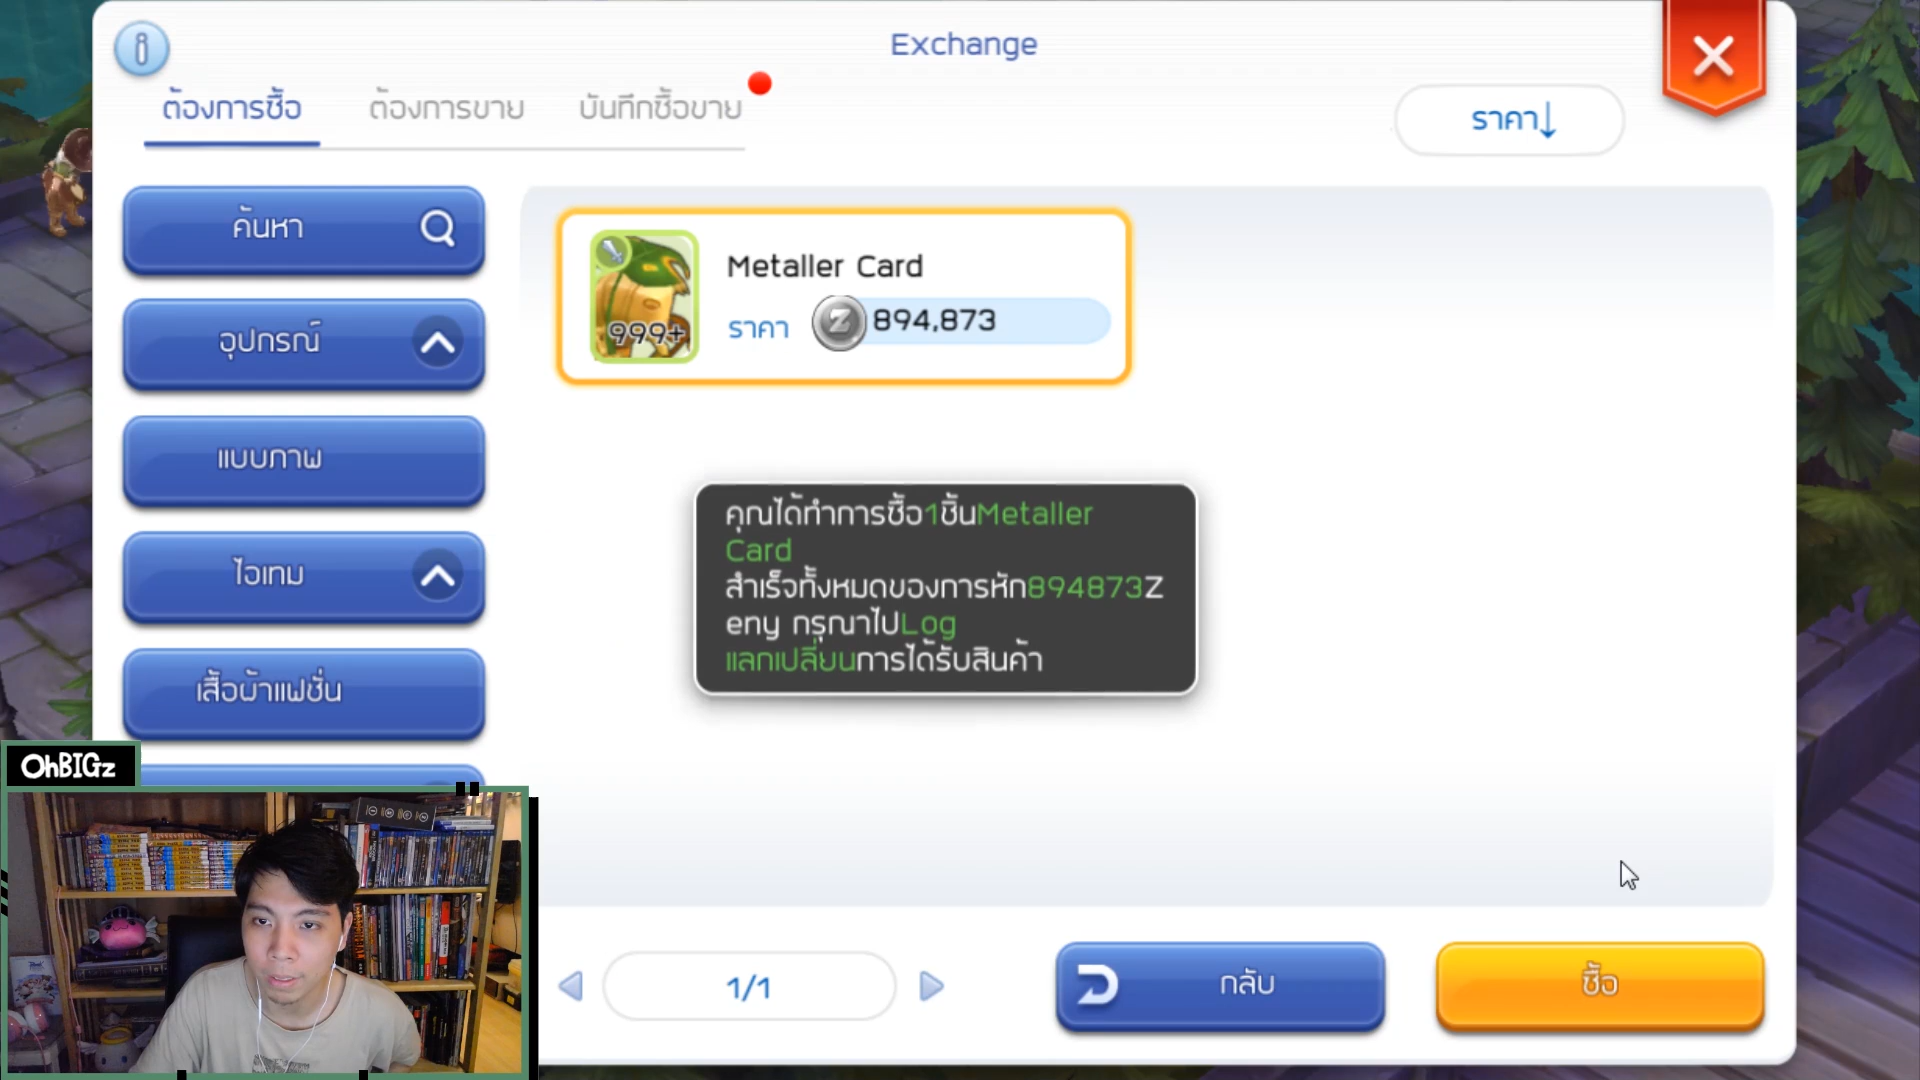 Exchange
ต้องการซื้อ
ต้องการขาย
บันทึกซื้อขาย
ราคา↓
ค้นหา
อุปกรณ์
แบบภาพ
ไอเทม
เสื้อผ้าแฟชั่น
Metaller Card
999+
ราคา
Z
894,873
คุณได้ทำการซื้อ1ชิ้นMetaller
Card
สำเร็จทั้งหมดของการหัก894873Z
eny กรุณาไปLog
แลกเปลี่ยนการได้รับสินค้า
OhBIGz
1/1
กลับ
ซื้อ